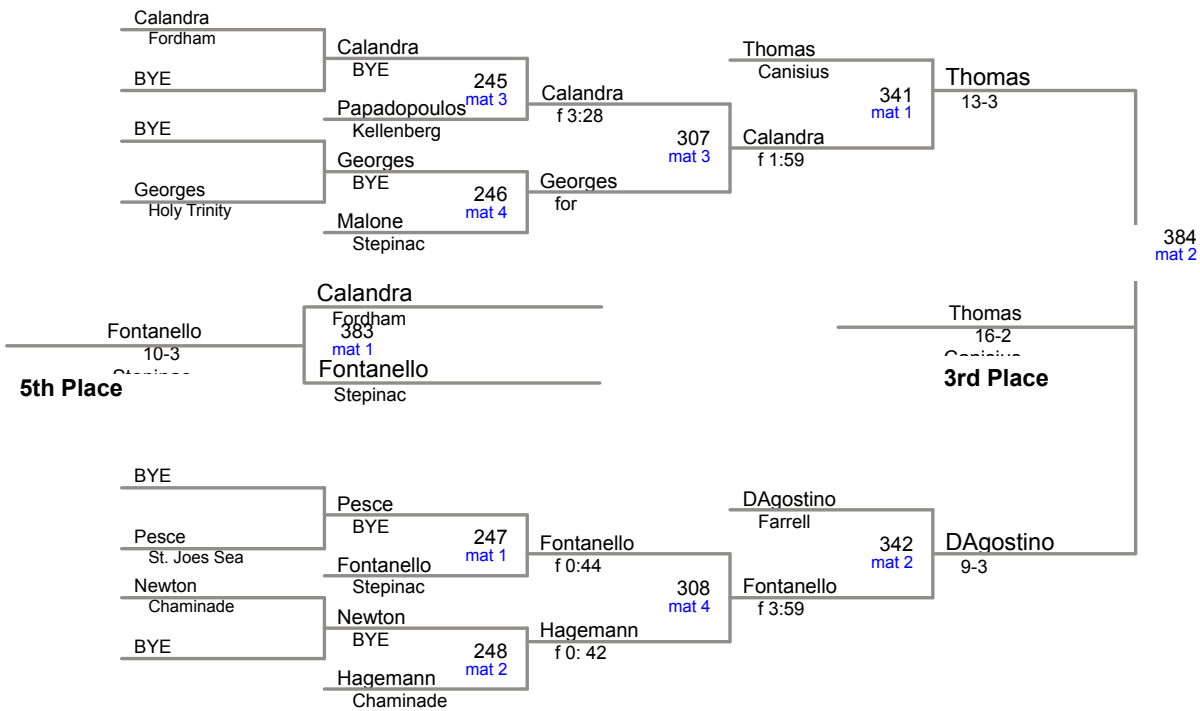 Calandra
Fordham
BYE
BYE
Georges
Holy Trinity
Calandra
BYE
245
mat 3
Papadopoulos
Kellenberg
Georges
BYE
246
mat 4
Malone
Stepinac
Calandra
f 3:28
307
mat 3
Georges
for
Thomas
Canisius
341
mat 1
Calandra
f 1:59
Thomas
13-3
384
mat 2
Fontanello
10-3
5th Place
Calandra
Fordham
383
mat 1
Fontanello
Stepinac
Thomas
16-2
3rd Place
BYE
Pesce
St. Joes Sea
Newton
Chaminade
BYE
Pesce
BYE
247
mat 1
Fontanello
Stepinac
Newton
BYE
248
mat 2
Hagemann
Chaminade
Fontanello
f 0:44
308
mat 4
Hagemann
f 0: 42
DAgostino
Farrell
342
mat 2
Fontanello
f 3:59
DAgostino
9-3